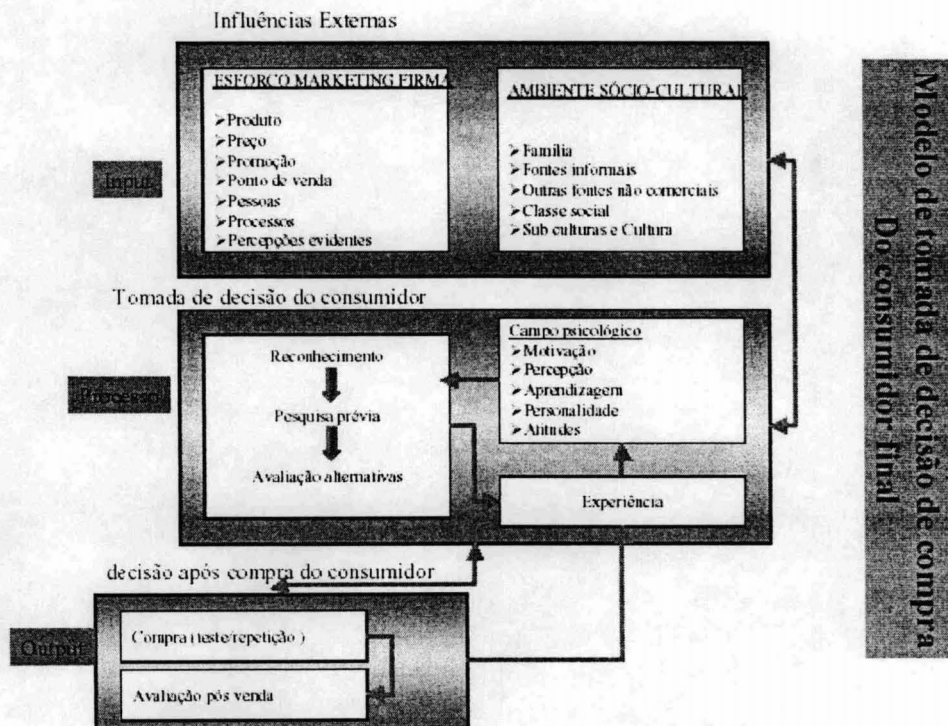 Influências Externas
ESFORCO MARKETING FIRMA
➢Produto
➢Preço
➢Promoção
➢Ponto de venda
➢Pessoas
➢Processos
➢Percepções evidentes
AMBIENTE SÓCIO-CULTURAL
➢Família
➢Fontes informais
➢Outras fontes não comerciais
➢Classe social
➢Sub culturas e Cultura
Input
Tomada de decisão do consumidor
Reconhecimento
Pesquisa prévia
Avaliação alternativas
Campo psicológico
➢Motivação
➢Percepção
➢Aprendizagem
➢Personalidade
➢Atitudes
Experiência
Processo
decisão após compra do consumidor
Compra (teste/repetição )
Avaliação pós venda
Output
Modelo de tomada de decisão de compra
Do consumidor final